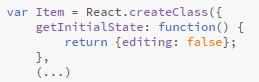 var Item = React.createClass({
    getInitialState: function() {
        return {editing: false};
    },
    (...)